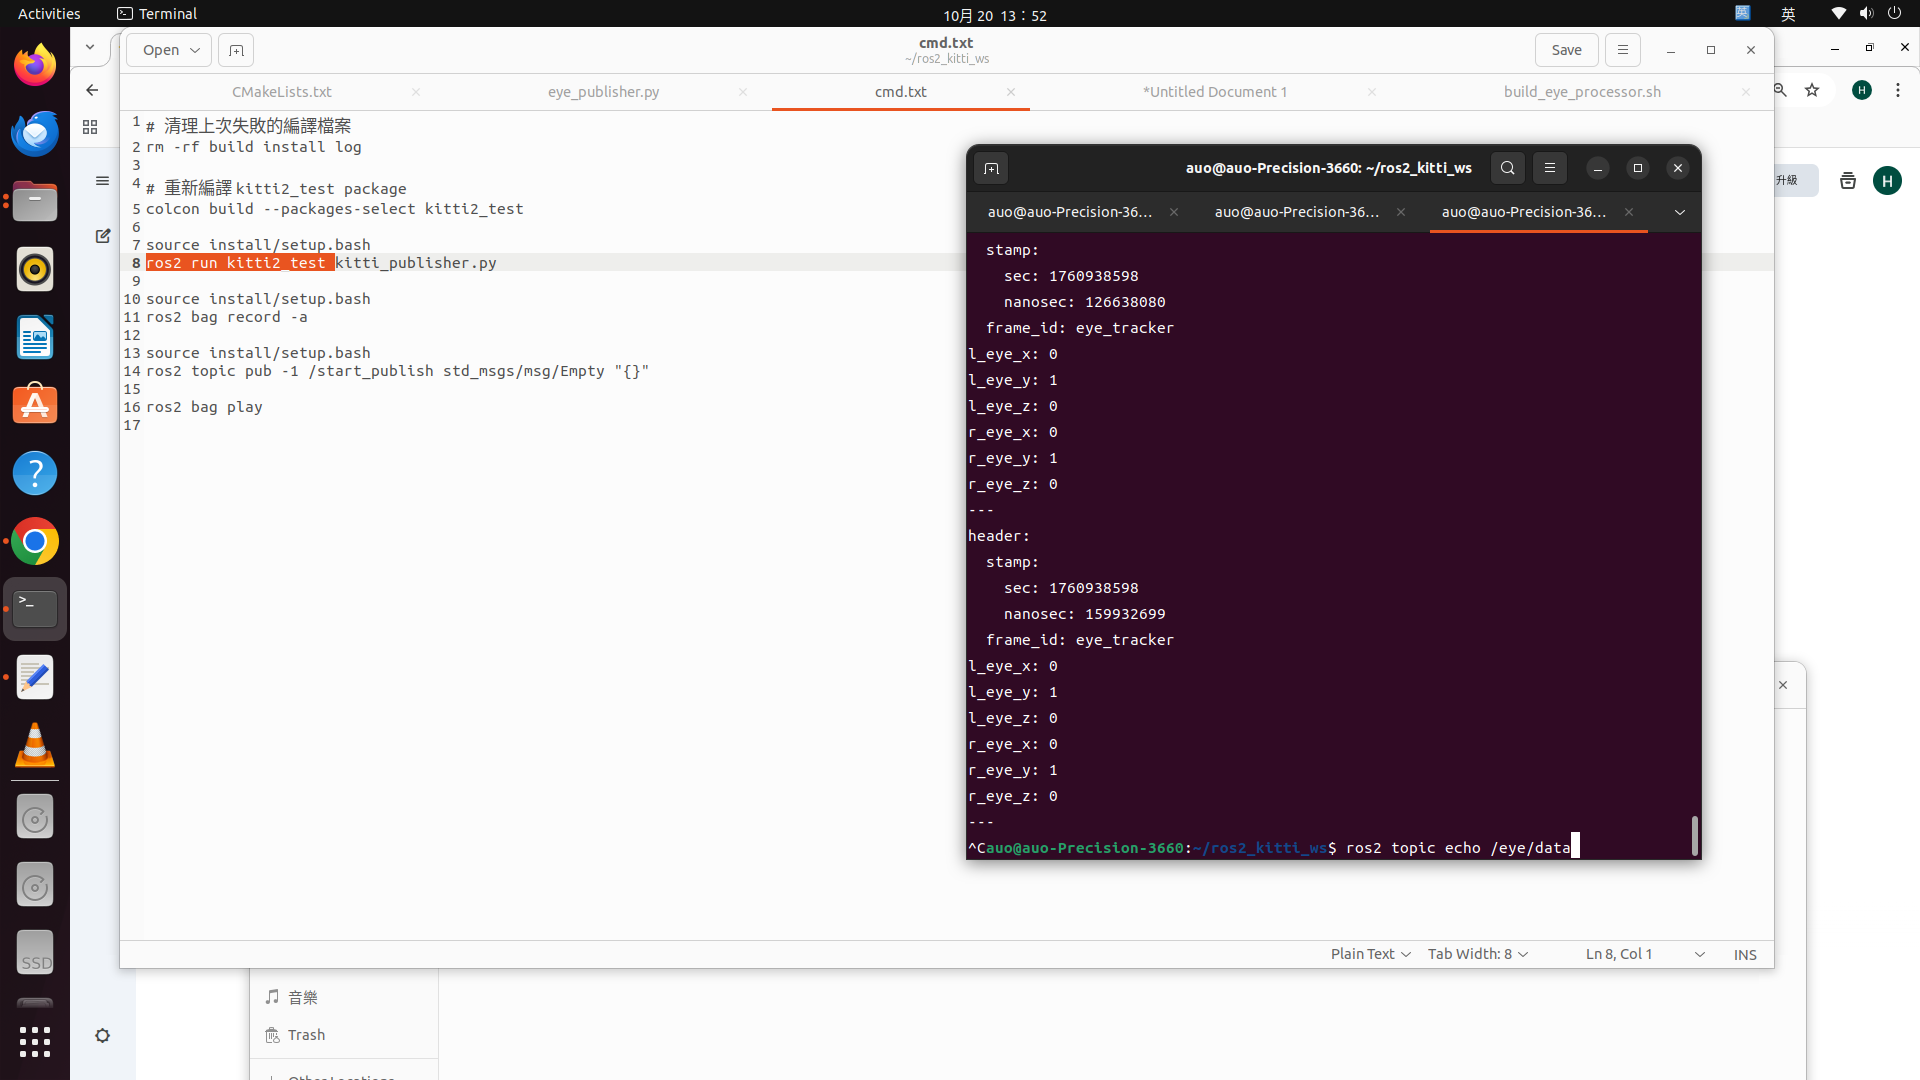 Activities
Terminal
10月 20 13：52
英
英
Open
cmd.txt
~/ros2_kitti_ws
Save
CMakeLists.txt
eye_publisher.py
cmd.txt
*Untitled Document 1
build_eye_processor.sh
H
1 # 清理上次失敗的編譯檔案
2 rm -rf build install log
3
4 # 重新編譯 kitti2_test package
5 colcon build --packages-select kitti2_test
6
7 source install/setup.bash
8 ros2 run kitti2_test kitti_publisher.py
9
10 source install/setup.bash
11 ros2 bag record -a
12
13 source install/setup.bash
14 ros2 topic pub -1 /start_publish std_msgs/msg/Empty "{}"
15
16 ros2 bag play
17
升級
H
auo@auo-Precision-3660: ~/ros2_kitti_ws
auo@auo-Precision-36...
auo@auo-Precision-36...
auo@auo-Precision-36...
stamp:
sec: 1760938598
nanosec: 126638080
frame_id: eye_tracker
l_eye_x: 0
l_eye_y: 1
l_eye_z: 0
r_eye_x: 0
r_eye_y: 1
r_eye_z: 0
---
header:
stamp:
sec: 1760938598
nanosec: 159932699
frame_id: eye_tracker
l_eye_x: 0
l_eye_y: 1
l_eye_z: 0
r_eye_x: 0
r_eye_y: 1
r_eye_z: 0
---
^Cauo@auo-Precision-3660:~/ros2_kitti_ws$ ros2 topic echo /eye/data
Plain Text
Tab Width: 8
Ln 8, Col 1
INS
SSD
音樂
Trash
Other Locations